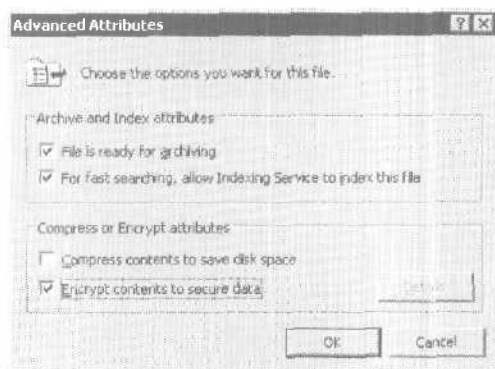 Advanced Attributes
Choose the options you want for this file.
Archive and Index attributes
File is ready for archiving
For fast searching, allow Indexing Service to index this file
Compress or Encrypt attributes
Compress contents to save disk space
Encrypt contents to secure data
Details
OK
Cancel